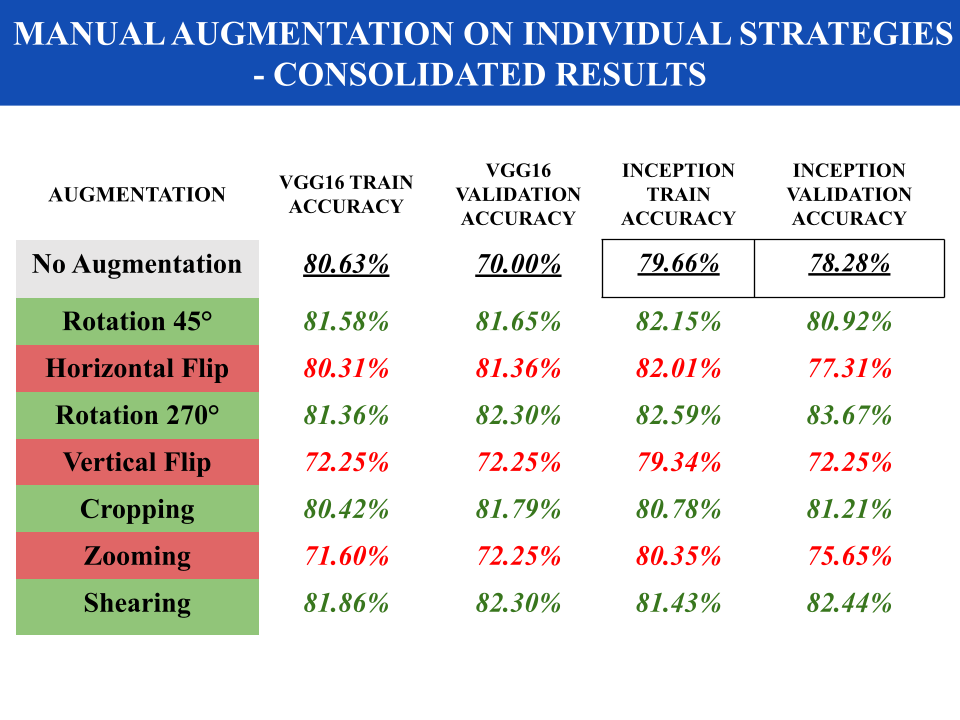 MANUAL AUGMENTATION ON INDIVIDUAL STRATEGIES
- CONSOLIDATED RESULTS
AUGMENTATION
VGG16 TRAIN
ACCURACY
VGG16
VALIDATION
ACCURACY
INCEPTION
TRAIN
ACCURACY
INCEPTION
VALIDATION
ACCURACY
No Augmentation 80.63% 70.00% 79.66% 78.28%
Rotation 45° 81.58% 81.65% 82.15% 80.92%
Horizontal Flip 80.31% 81.36% 82.01% 77.31%
Rotation 270° 81.36% 82.30% 82.59% 83.67%
Vertical Flip 72.25% 72.25% 79.34% 72.25%
Cropping 80.42% 81.79% 80.78% 81.21%
Zooming 71.60% 72.25% 80.35% 75.65%
Shearing 81.86% 82.30% 81.43% 82.44%